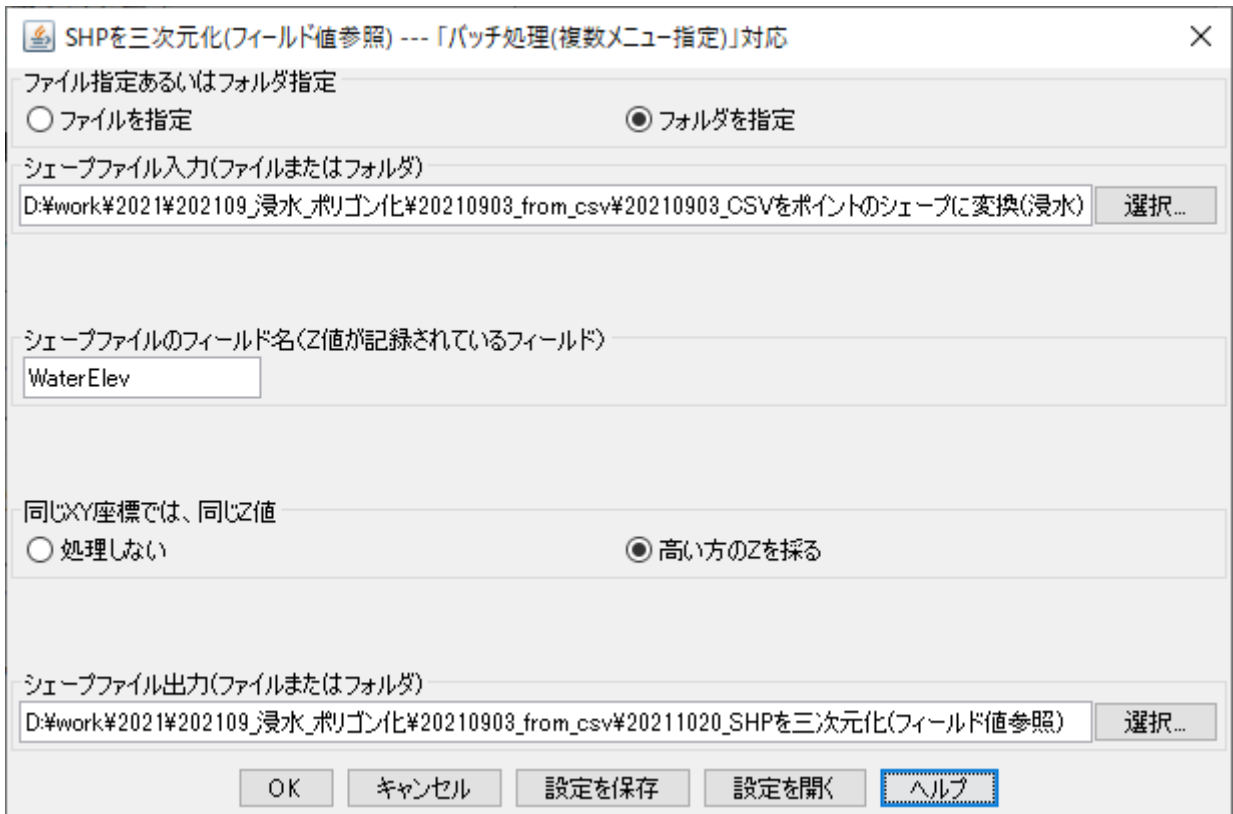 SHPを三次元化(フィールド値参照) --- 「バッチ処理(複数メニュー指定)」対応
ファイル指定あるいはフォルダ指定
ファイルを指定
フォルダを指定
シェープファイル入力(ファイルまたはフォルダ)
D:¥work¥2021¥202109_浸水_ポリゴン化¥20210903_from_csv¥20210903_CSVをポイントのシェープに変換(浸水)
選択...
シェープファイルのフィールド名(Z値が記録されているフィールド)
WaterElev
同じXY座標では、同じZ値
処理しない
高い方のZを採る
シェープファイル出力(ファイルまたはフォルダ)
D:¥work¥2021¥202109_浸水_ポリゴン化¥20210903_from_csv¥20211020_SHPを三次元化(フィールド値参照)
選択...
OK
キャンセル
設定を保存
設定を開く
ヘルプ